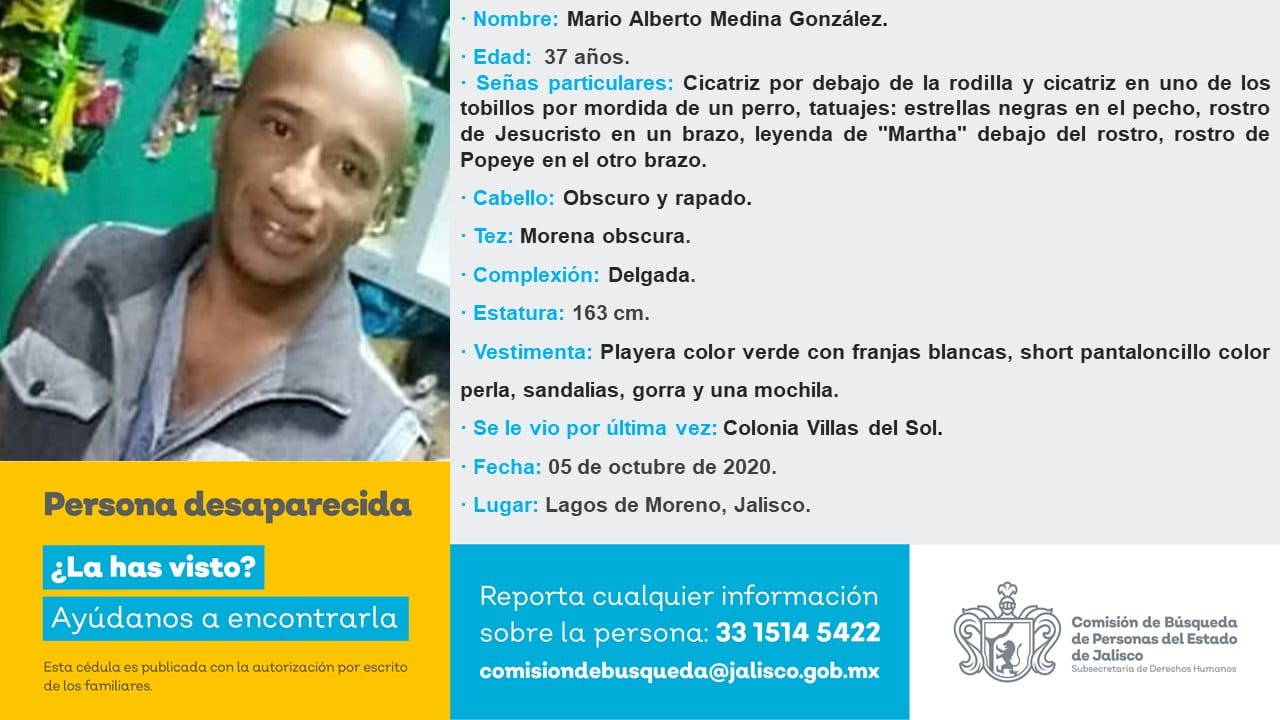 · Nombre: Mario Alberto Medina González.
· Edad: 37 años.
· Señas particulares: Cicatriz por debajo de la rodilla y cicatriz en uno de los
tobillos por mordida de un perro, tatuajes: estrellas negras en el pecho, rostro
de Jesucristo en un brazo, leyenda de "Martha" debajo del rostro, rostro de
Popeye en el otro brazo.
· Cabello: Obscuro y rapado.
· Tez: Morena obscura.
· Complexión: Delgada.
· Estatura: 163 cm.
· Vestimenta: Playera color verde con franjas blancas, short pantaloncillo color
perla, sandalias, gorra y una mochila.
· Se le vio por última vez: Colonia Villas del Sol.
· Fecha: 05 de octubre de 2020.
· Lugar: Lagos de Moreno, Jalisco.
Persona desaparecida
¿La has visto?
Ayúdanos a encontrarla
Esta cédula es publicada con la autorización por escrito
de los familiares.
Reporta cualquier información
sobre la persona: 33 1514 5422
comisiondebusqueda@jalisco.gob.mx
Comisión de Búsqueda
de Personas del Estado
de Jalisco
Subsecretaría de Derechos Humanos